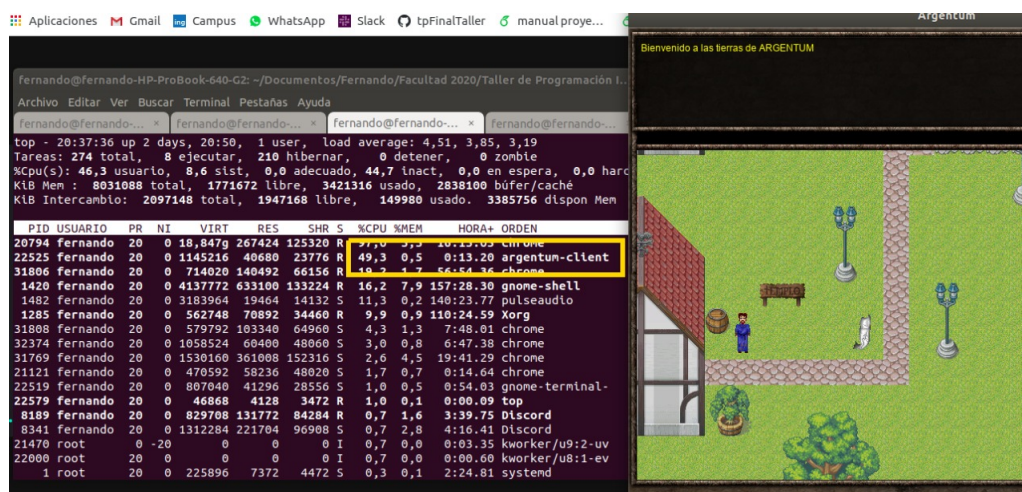 Aplicaciones M Gmail Campus WhatsApp Slack tpFinalTaller manual proye...
Argentum
Bienvenido a las tierras de ARGENTUM
fernando@fernando-HP-ProBook-640-G2: ~/Documentos/Fernando/Facultad 2020/Taller de Programación I...
Archivo Editar Ver Buscar Terminal Pestañas Ayuda
fernando@fernando-... × fernando@fernando-... × fernando@fernando-... × fernando@fernando-...
top - 20:37:36 up 2 days, 20:50, 1 user, load average: 4,51, 3,85, 3,19
Tareas: 274 total, 8 ejecutar, 210 hibernar, 0 detener, 0 zombie
%Cpu(s): 46,3 usuario, 8,6 sist, 0,0 adecuado, 44,7 inact, 0,0 en espera, 0,0 hard
KiB Mem : 8031088 total, 1771672 libre, 3421316 usado, 2838100 búfer/caché
KiB Intercambio: 2097148 total, 1947168 libre, 149980 usado. 3385756 dispon Mem
PID USUARIO PR NI VIRT RES SHR S %CPU %MEM HORA+ ORDEN
20794 fernando 20 0 18,847g 267424 125320 R chrome
22525 fernando 20 0 1145216 40680 23776 R 49,3 0,5 0:13.20 argentum-client
31806 fernando 20 0 714020 140492 66156 R 19,2 1,7 56:54.36 chrome
1420 fernando 20 0 4137772 633100 133224 R 16,2 7,9 157:28.30 gnome-shell
1482 fernando 20 0 3183964 19464 14132 S 11,3 0,2 140:23.77 pulseaudio
1285 fernando 20 0 562748 70892 34460 R 9,9 0,9 110:24.59 Xorg
31808 fernando 20 0 579792 103340 64960 S 4,3 1,3 7:48.01 chrome
32374 fernando 20 0 1058524 60400 48060 S 3,0 0,8 6:47.38 chrome
31769 fernando 20 0 1530160 361008 152316 S 2,6 4,5 19:41.29 chrome
21121 fernando 20 0 470592 58236 48020 S 1,7 0,7 0:14.64 chrome
22519 fernando 20 0 807040 41296 28556 S 1,0 0,5 0:54.03 gnome-terminal-
22579 fernando 20 0 46868 4128 3472 R 1,0 0,1 0:00.09 top
8189 fernando 20 0 829708 131772 84284 R 0,7 1,6 3:39.75 Discord
8341 fernando 20 0 1312284 221704 96908 S 0,7 2,8 4:16.41 Discord
21470 root 0 -20 0 0 0 I 0,7 0,0 0:03.35 kworker/u9:2-uv
22000 root 20 0 0 0 0 I 0,7 0,0 0:00.60 kworker/u8:1-ev
1 root 20 0 225896 7372 4472 S 0,3 0,1 2:24.81 systemd